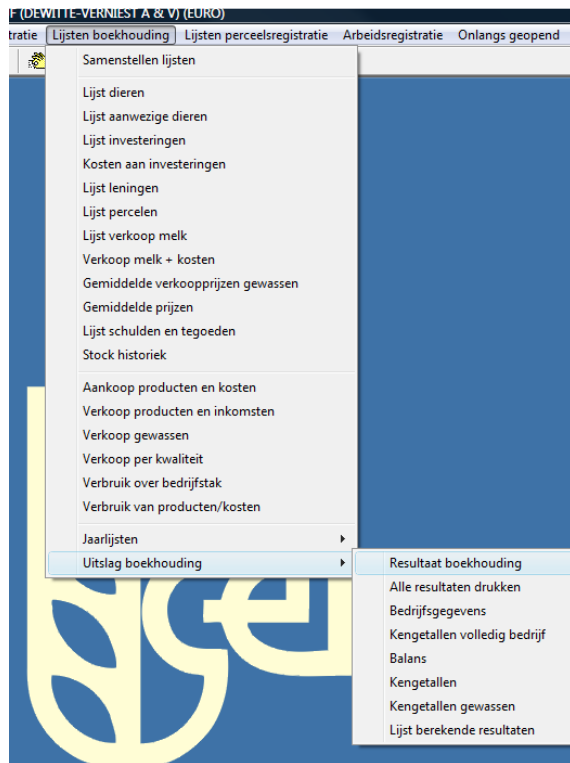 F (DEWITTE-VERNIEST A & V) (EURO)
tratie Lijsten boekhouding Lijsten perceelsregistratie Arbeidsregistratie Onlangs geopend
Samenstellen lijsten
Lijst dieren
Lijst aanwezige dieren
Lijst investeringen
Kosten aan investeringen
Lijst leningen
Lijst percelen
Lijst verkoop melk
Verkoop melk + kosten
Gemiddelde verkoopprijzen gewassen
Gemiddelde prijzen
Lijst schulden en tegoeden
Stock historiek
Aankoop producten en kosten
Verkoop producten en inkomsten
Verkoop gewassen
Verkoop per kwaliteit
Verbruik over bedrijfstak
Verbruik van producten/kosten
Jaarlijsten
Uitslag boekhouding
Resultaat boekhouding
Alle resultaten drukken
Bedrijfsgegevens
Kengetallen volledig bedrijf
Balans
Kengetallen
Kengetallen gewassen
Lijst berekende resultaten